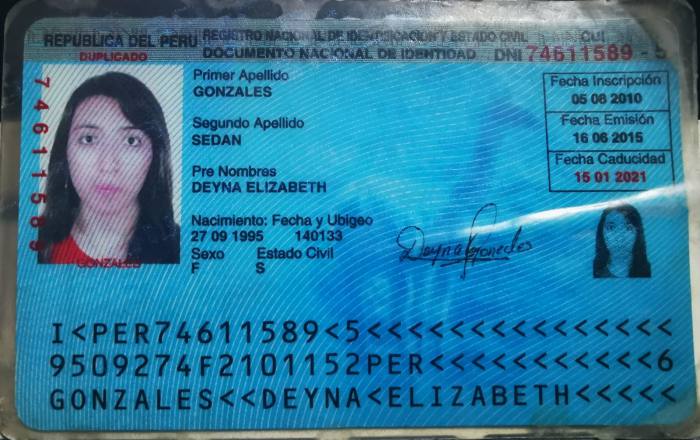 REPUBLICA DEL PERU REGISTRO NACIONAL DE IDENTIFICACION Y ESTADO CIVIL CUI
DUPLICADO DOCUMENTO NACIONAL DE IDENTIDAD DNI 74611589 - 5
74611589
Primer Apellido
GONZALES
Segundo Apellido
SEDAN
Pre Nombres
DEYNA ELIZABETH
Nacimiento: Fecha y Ubigeo
27 09 1995 140133
Sexo Estado Civil
F S
GONZALES
Fecha Inscripción
05 08 2010
Fecha Emisión
16 06 2015
Fecha Caducidad
15 01 2021
I<PER74611589<5<<<<<<<<<<<<<<<
9509274F2101152PER<<<<<<<<<<<6
GONZALES<<DEYNA<ELIZABETH<<<<<